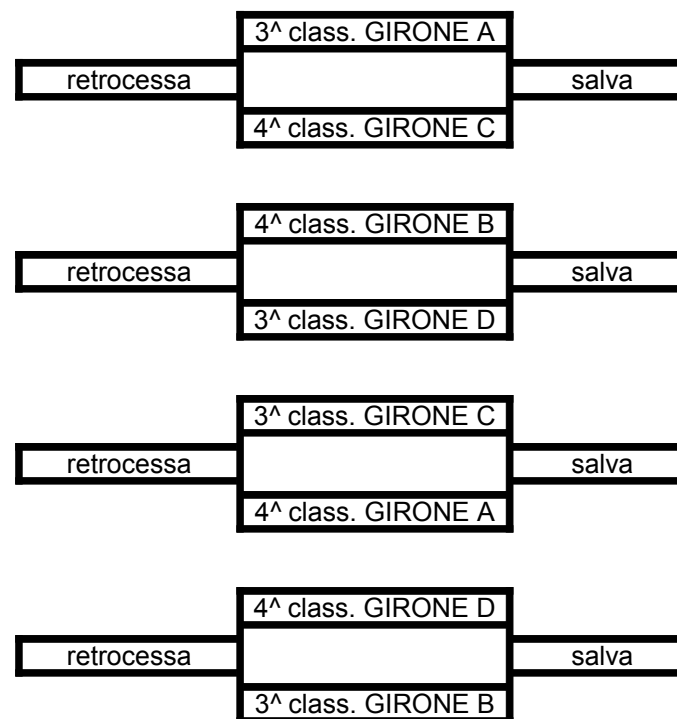 3^ class. GIRONE A
retrocessa salva
4^ class. GIRONE C
4^ class. GIRONE B
retrocessa salva
3^ class. GIRONE D
3^ class. GIRONE C
retrocessa salva
4^ class. GIRONE A
4^ class. GIRONE D
retrocessa salva
3^ class. GIRONE B